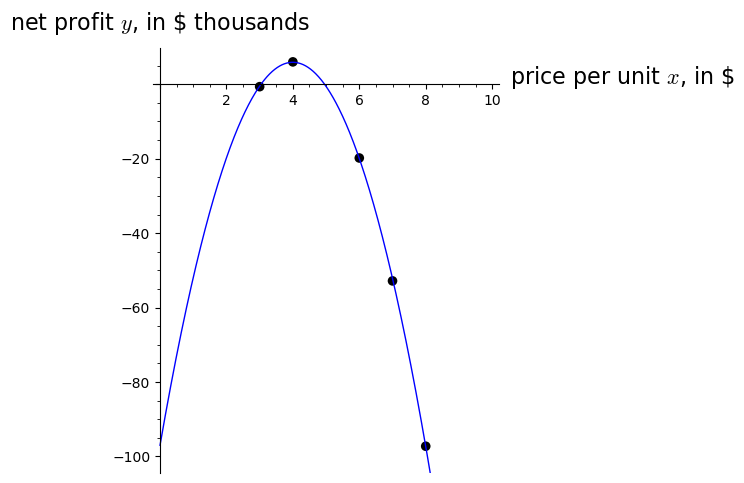 net profit y, in $ thousands
price per unit x, in $
2 4 6 8 10
−20
−40
−60
−80
−100